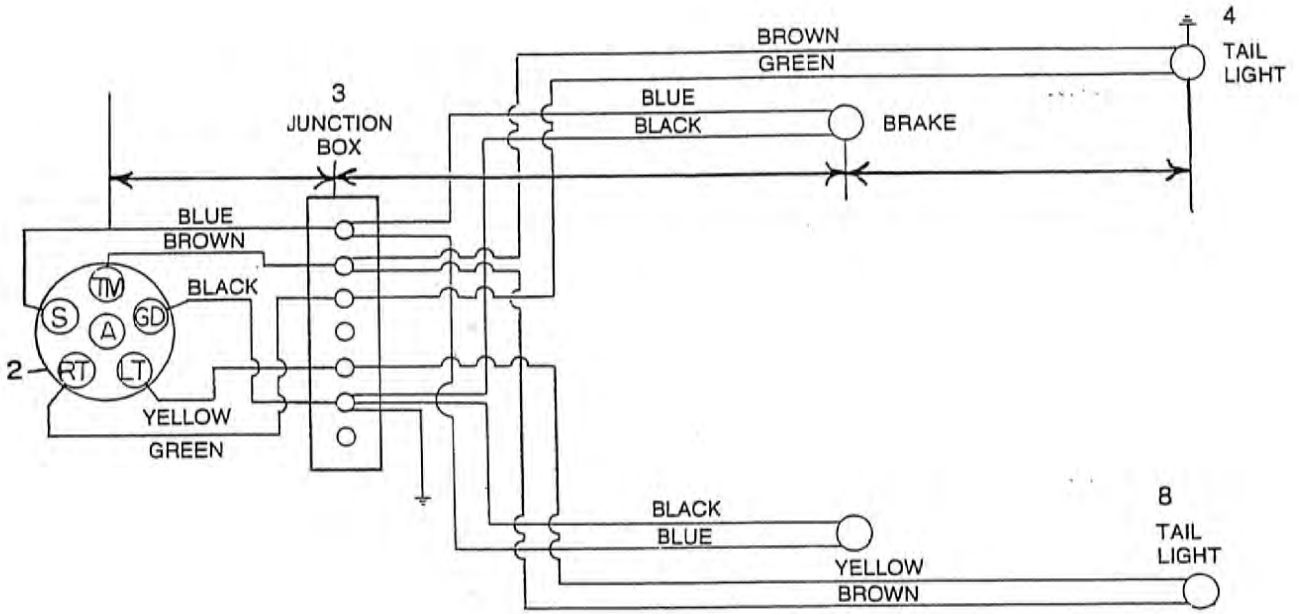 4
TAIL
LIGHT
BROWN
GREEN
BLUE
BLACK
BRAKE
3
JUNCTION
BOX
BLUE
BROWN
BLACK
TM
S
GD
A
2
RT
LT
YELLOW
GREEN
8
TAIL
LIGHT
BLACK
BLUE
YELLOW
BROWN